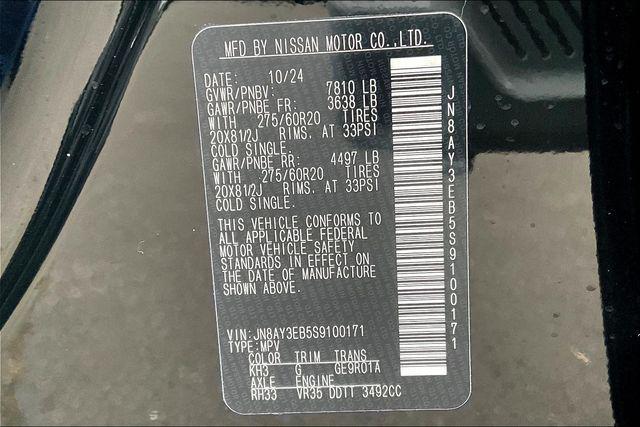 MFD BY NISSAN MOTOR CO.,LTD.
DATE: 10/24
GVWR/PNBV: 7810 LB
GAWR/PNBE FR: 3638 LB
WITH 275/60R20 TIRES
20X81/2J RIMS, AT 33PSI
COLD SINGLE.
GAWR/PNBE RR: 4497 LB
WITH 275/60R20 TIRES
20X81/2J RIMS, AT 33PSI
COLD SINGLE.
THIS VEHICLE CONFORMS TO
ALL APPLICABLE FEDERAL
MOTOR VEHICLE SAFETY
STANDARDS IN EFFECT ON
THE DATE OF MANUFACTURE
SHOWN ABOVE.
VIN:JN8AY3EB5S9100171
TYPE:MPV
COLOR TRIM TRANS
KH3 G GE9R01A
AXLE ENGINE
RH33 VR35 DDTT 3492CC
JN8AY3EB5S9100171